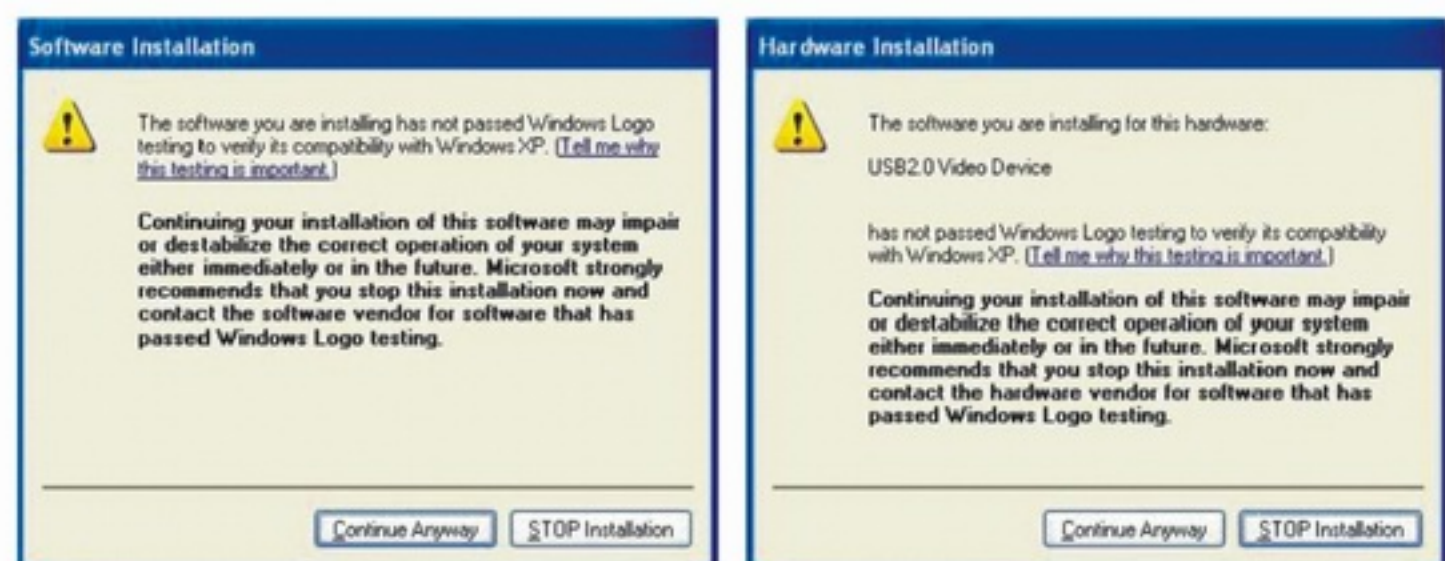 Software Installation
The software you are installing has not passed Windows Logo
testing to verify its compatibility with Windows XP. (Tell me why
this testing is important.)
Continuing your installation of this software may impair
or destabilize the correct operation of your system
either immediately or in the future. Microsoft strongly
recommends that you stop this installation now and
contact the software vendor for software that has
passed Windows Logo testing.
Continue Anyway
STOP Installation
Hardware Installation
The software you are installing for this hardware:
USB2.0 Video Device
has not passed Windows Logo testing to verify its compatibility
with Windows XP. (Tell me why this testing is important.)
Continuing your installation of this software may impair
or destabilize the correct operation of your system
either immediately or in the future. Microsoft strongly
recommends that you stop this installation now and
contact the hardware vendor for software that has
passed Windows Logo testing.
Continue Anyway
STOP Installation